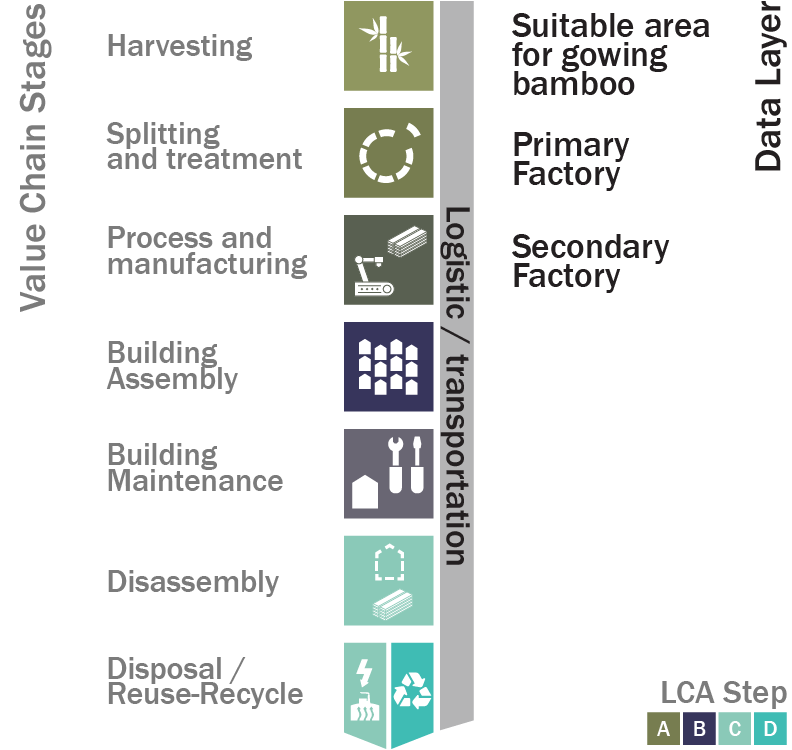 Value Chain Stages
Harvesting
Splitting
and treatment
Process and
manufacturing
Building
Assembly
Building
Maintenance
Disassembly
Disposal /
Reuse-Recycle
Logistic / transportation
Suitable area
for gowing
bamboo
Primary
Factory
Secondary
Factory
Data Layer
LCA Step
A B C D